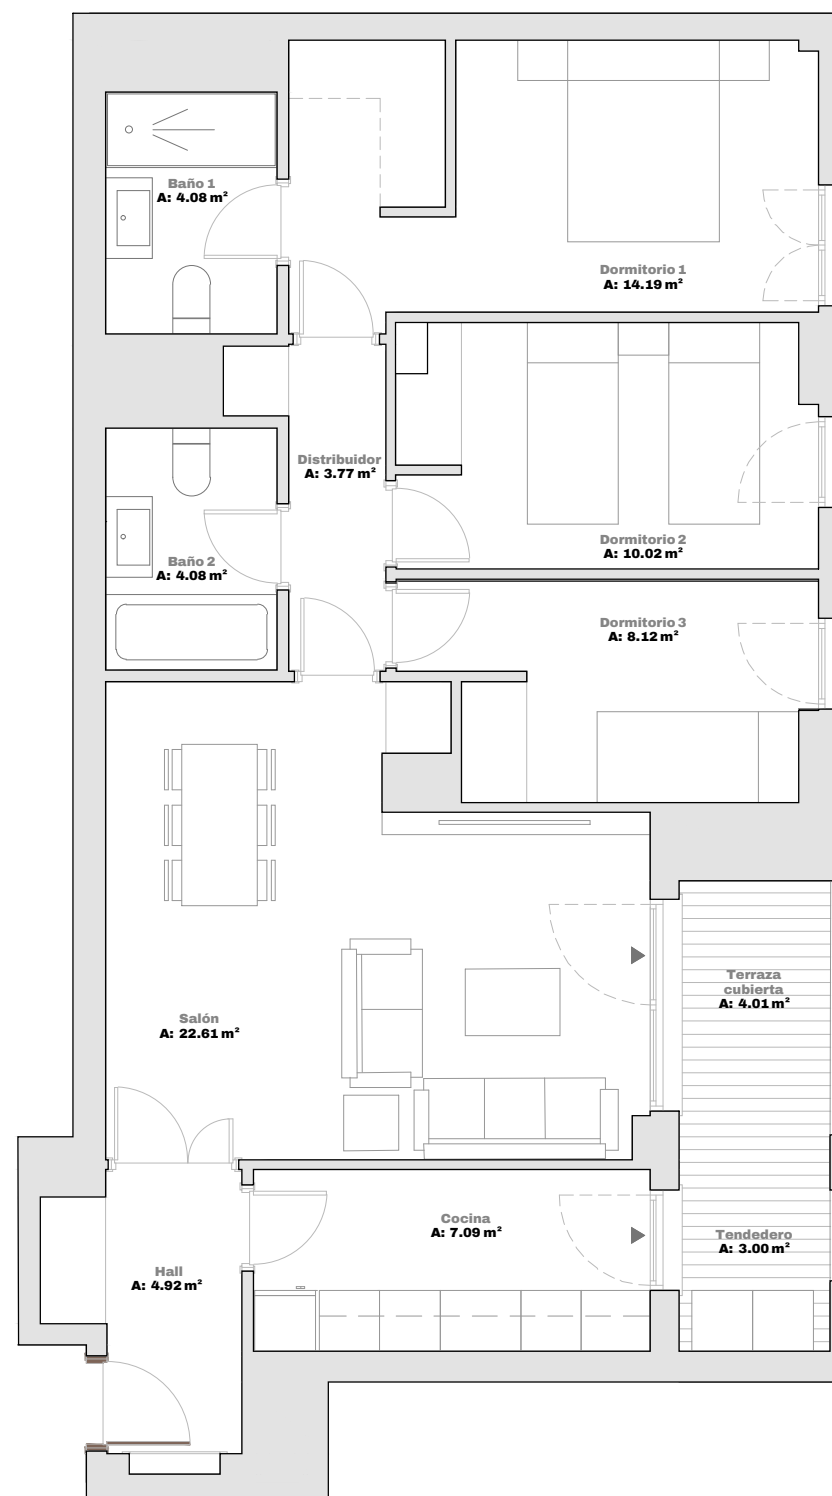 Baño 1
A: 4.08 m²
Dormitorio 1
A: 14.19 m²
Distribuidor
A: 3.77 m²
Dormitorio 2
A: 10.02 m²
Baño 2
A: 4.08 m²
Dormitorio 3
A: 8.12 m²
Terraza
cubierta
A: 4.01 m²
Salón
A: 22.61 m²
Cocina
A: 7.09 m²
Tendedero
A: 3.00 m²
Hall
A: 4.92 m²